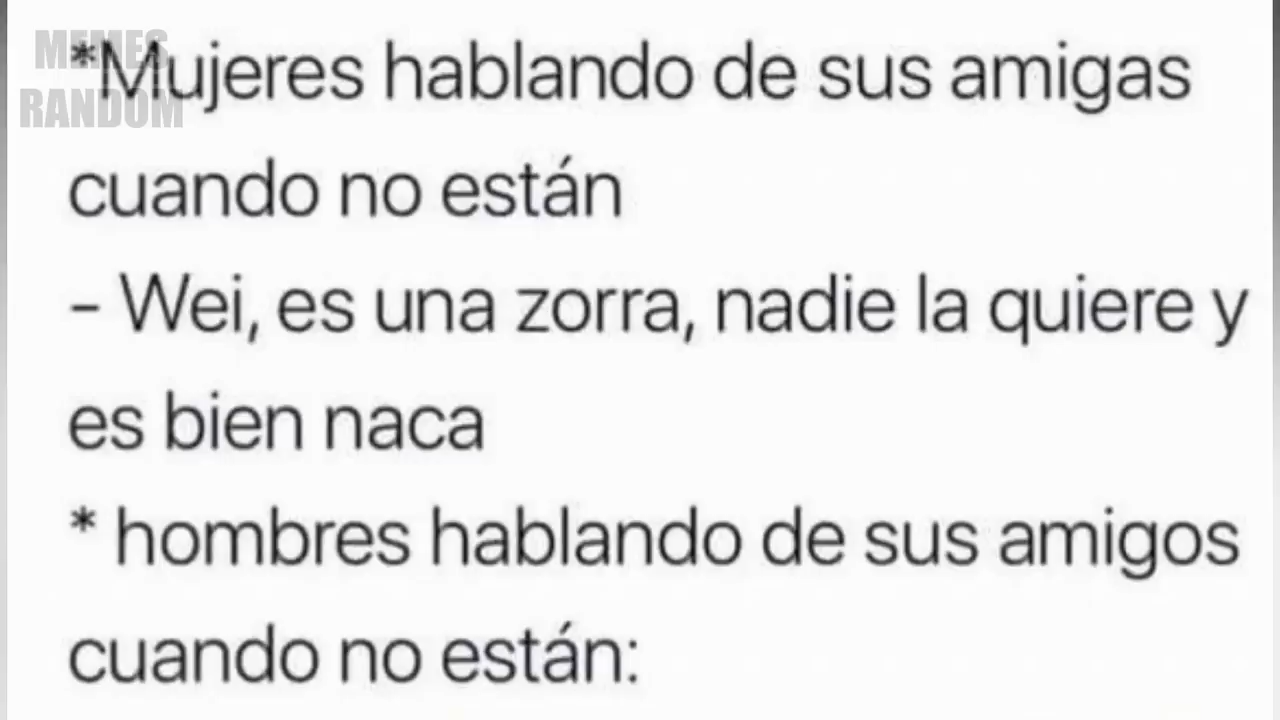 MEMES
RANDOM
*Mujeres hablando de sus amigas
cuando no están
- Wei, es una zorra, nadie la quiere y
es bien naca
* hombres hablando de sus amigos
cuando no están: